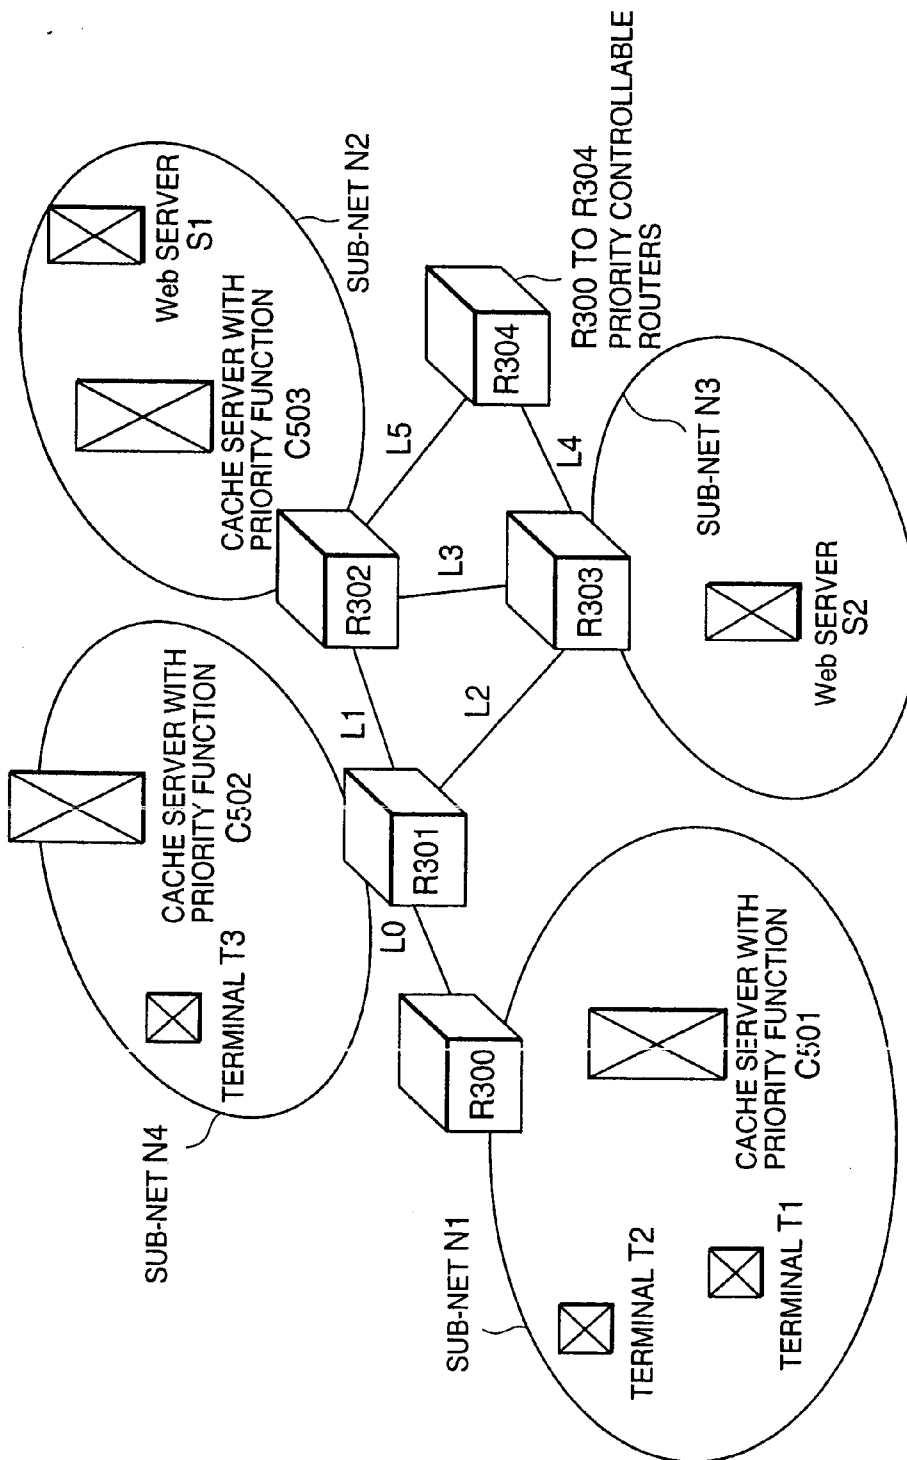 SUB-NET N4
TERMINAL T3
CACHE SERVER WITH
PRIORITY FUNCTION
C502
CACHE SERVER WITH
PRIORITY FUNCTION
C503
Web SERVER
S1
SUB-NET N2
L0
R301
L1
R302
L5
R300
L2
L3
R304
R303
L4
R300 TO R304
PRIORITY CONTROLLABLE
ROUTERS
SUB-NET N1
TERMINAL T2
TERMINAL T1
CACHE SERVER WITH
PRIORITY FUNCTION
C501
SUB-NET N3
Web SERVER
S2